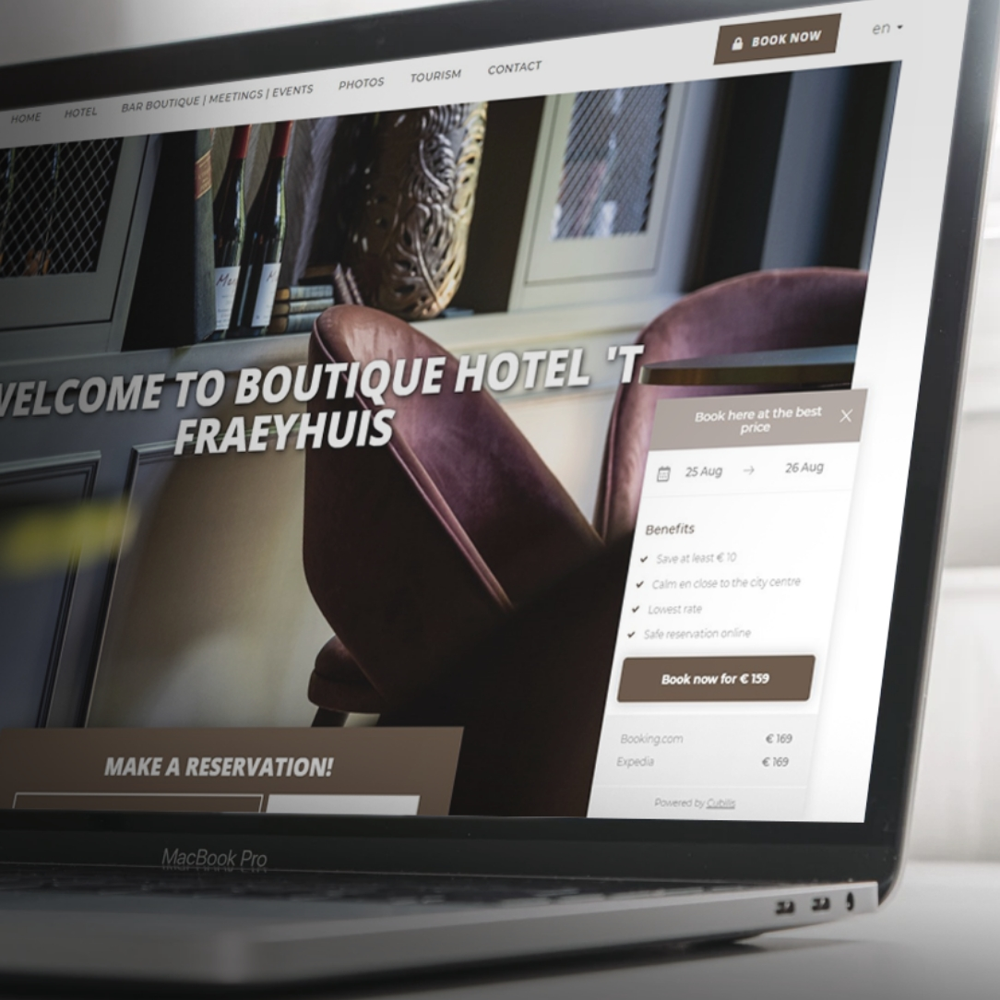 BOOK NOW
en
HOME HOTEL BAR BOUTIQUE | MEETINGS | EVENTS PHOTOS TOURISM CONTACT
WELCOME TO BOUTIQUE HOTEL 'T
FRAEYHUIS
Book here at the best
price
25 Aug → 26 Aug
Benefits
Save at least € 10
Calm en close to the city centre
Lowest rate
Safe reservation online
Book now for € 159
Booking.com € 169
Expedia € 169
Powered by Cubilis
MAKE A RESERVATION!
MacBook Pro